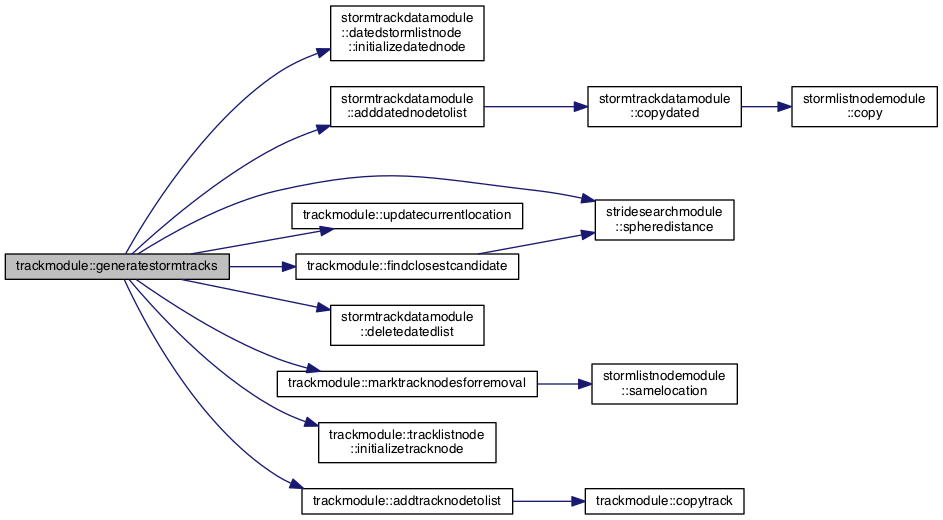 stormtrackdatamodule
::datedstormlistnode
::initializedatednode
stormtrackdatamodule
::adddatednodetolist
stormtrackdatamodule
::copydated
stormlistnodemodule
::copy
trackmodule::updatecurrentlocation
stridesearchmodule
::spheredistance
trackmodule::generatestormtracks
trackmodule::findclosestcandidate
stormtrackdatamodule
::deletedatedlist
trackmodule::marktracknodesforremoval
stormlistnodemodule
::samelocation
trackmodule::tracklistnode
::initializetracknode
trackmodule::addtracknodetolist
trackmodule::copytrack